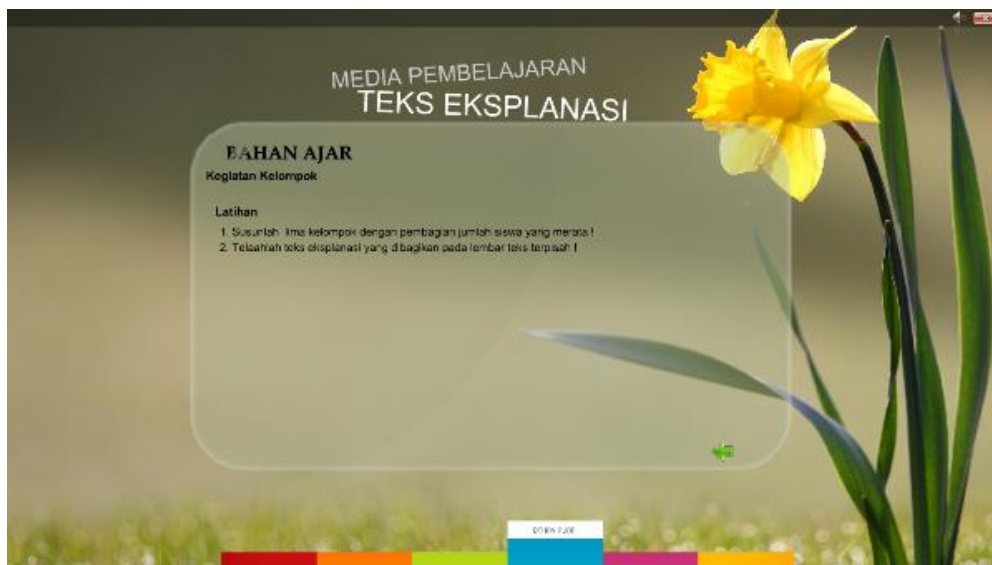 MEDIA PEMBELAJARAN
TEKS EKSPLANASI
BAHAN AJAR
Kegiatan Kelompok
Latihan
1. Susunlah lima kelompok dengan pembagian jumlah siswa yang merata !
2. Telaahlah teks eksplanasi yang dibagikan pada lembar teks terpisah !